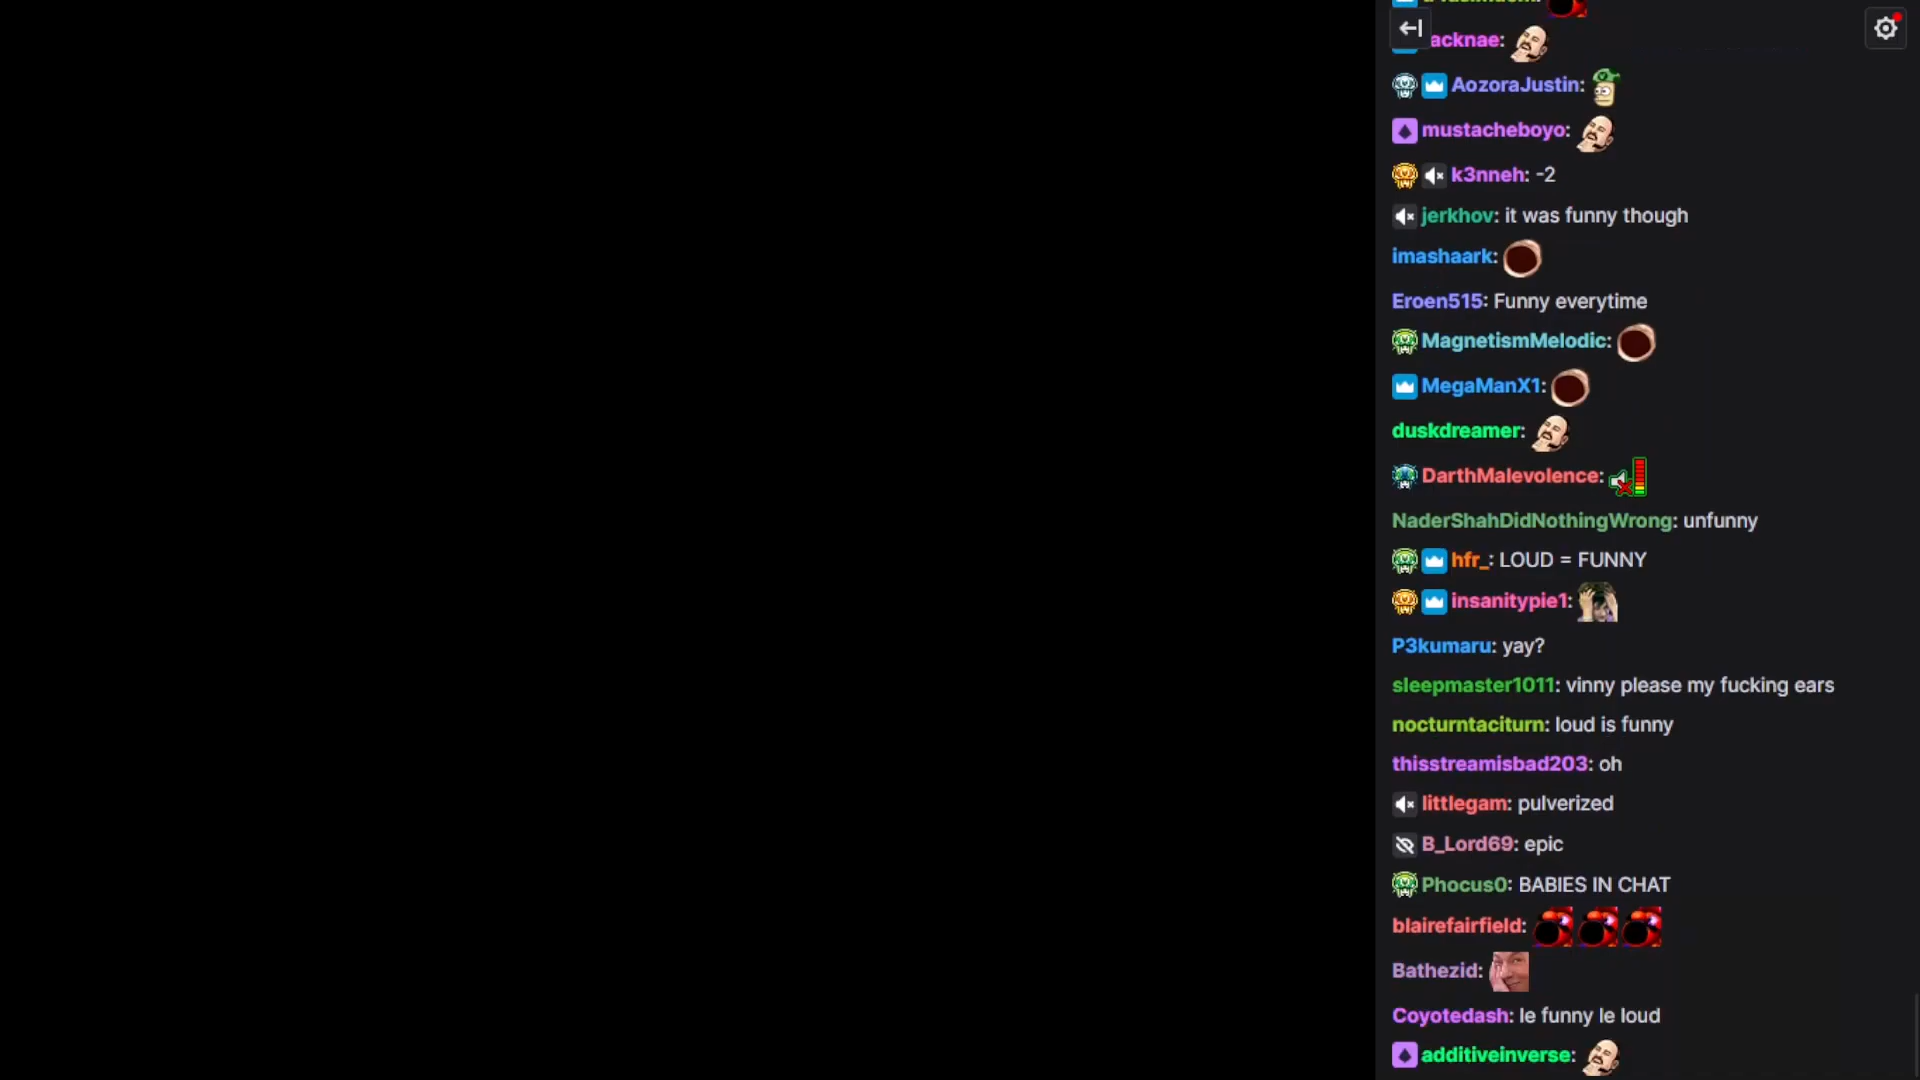 acknae:
AozoraJustin:
mustacheboyo:
k3nneh: -2
jerkhov: it was funny though
imashaark:
Eroen515: Funny everytime
MagnetismMelodic:
MegaManX1:
duskdreamer:
DarthMalevolence:
NaderShahDidNothingWrong: unfunny
hfr_: LOUD = FUNNY
insanitypie1:
P3kumaru: yay?
sleepmaster1011: vinny please my fucking ears
nocturntaciturn: loud is funny
thisstreamisbad203: oh
littlegam: pulverized
B_Lord69: epic
Phocus0: BABIES IN CHAT
blairefairfield:
Bathezid:
Coyotedash: le funny le loud
additiveinverse: